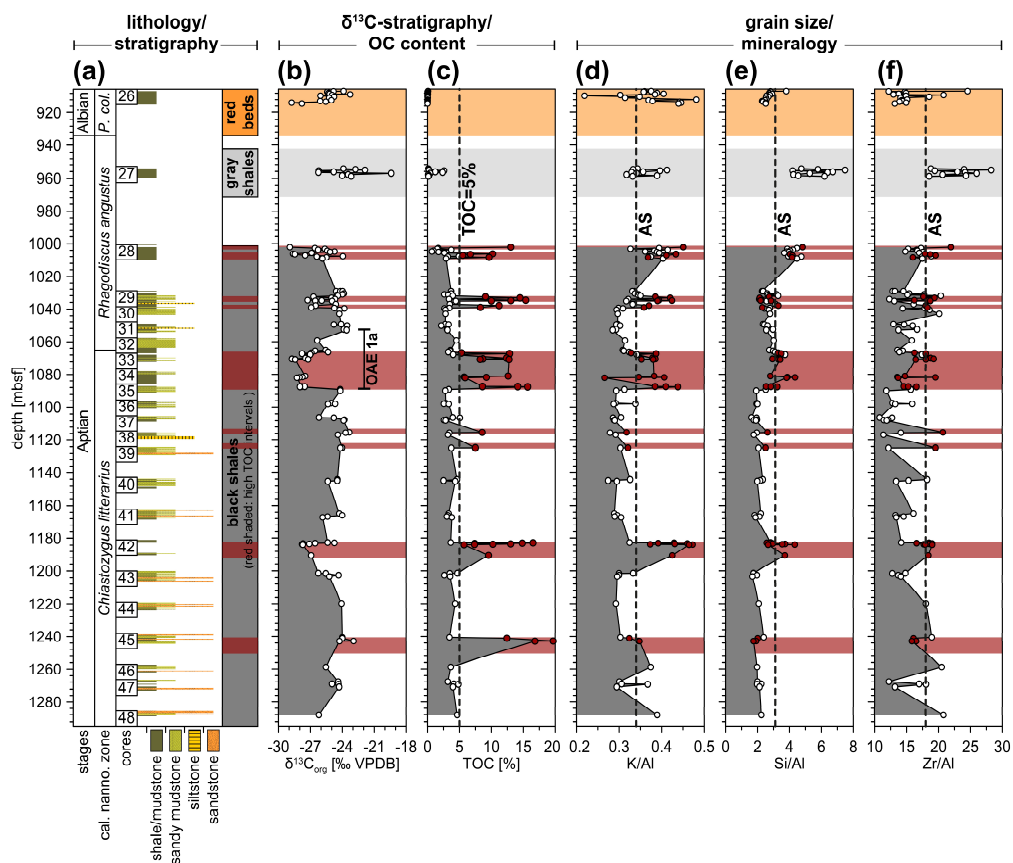 lithology/
stratigraphy
δ¹³C-stratigraphy/
OC content
grain size/
mineralogy
(a)
(b)
(c)
(d)
(e)
(f)
depth [mbsf]
920
940
960
980
1000
1020
1040
1060
1080
1100
1120
1140
1160
1180
1200
1220
1240
1260
1280
Albian
Aptian
P. col.
Rhagodiscus angustus
Chiastozygus litterarius
26
27
28
29
30
31
32
33
34
35
36
37
38
39
40
41
42
43
44
45
46
47
48
red
beds
gray
shales
black shales
(red shaded: high TOC intervals)
OAE 1a
TOC=5%
AS
AS
AS
-30 -27 -24 -21 -18
δ¹³Corg [‰ VPDB]
0 5 10 15 20
TOC [%]
0.2 0.3 0.4 0.5
K/Al
0 2 4 6 8
Si/Al
10 15 20 25 30
Zr/Al
stages
cal. nanno. zone
cores
shale/mudstone
sandy mudstone
siltstone
sandstone